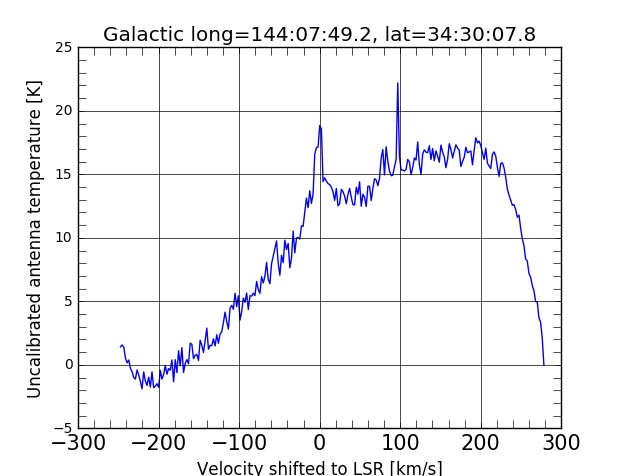 Galactic long=144:07:49.2, lat=34:30:07.8
Uncalibrated antenna temperature [K]
25
20
15
10
5
0
−5
−300 −200 −100 0 100 200 300
Velocity shifted to LSR [km/s]